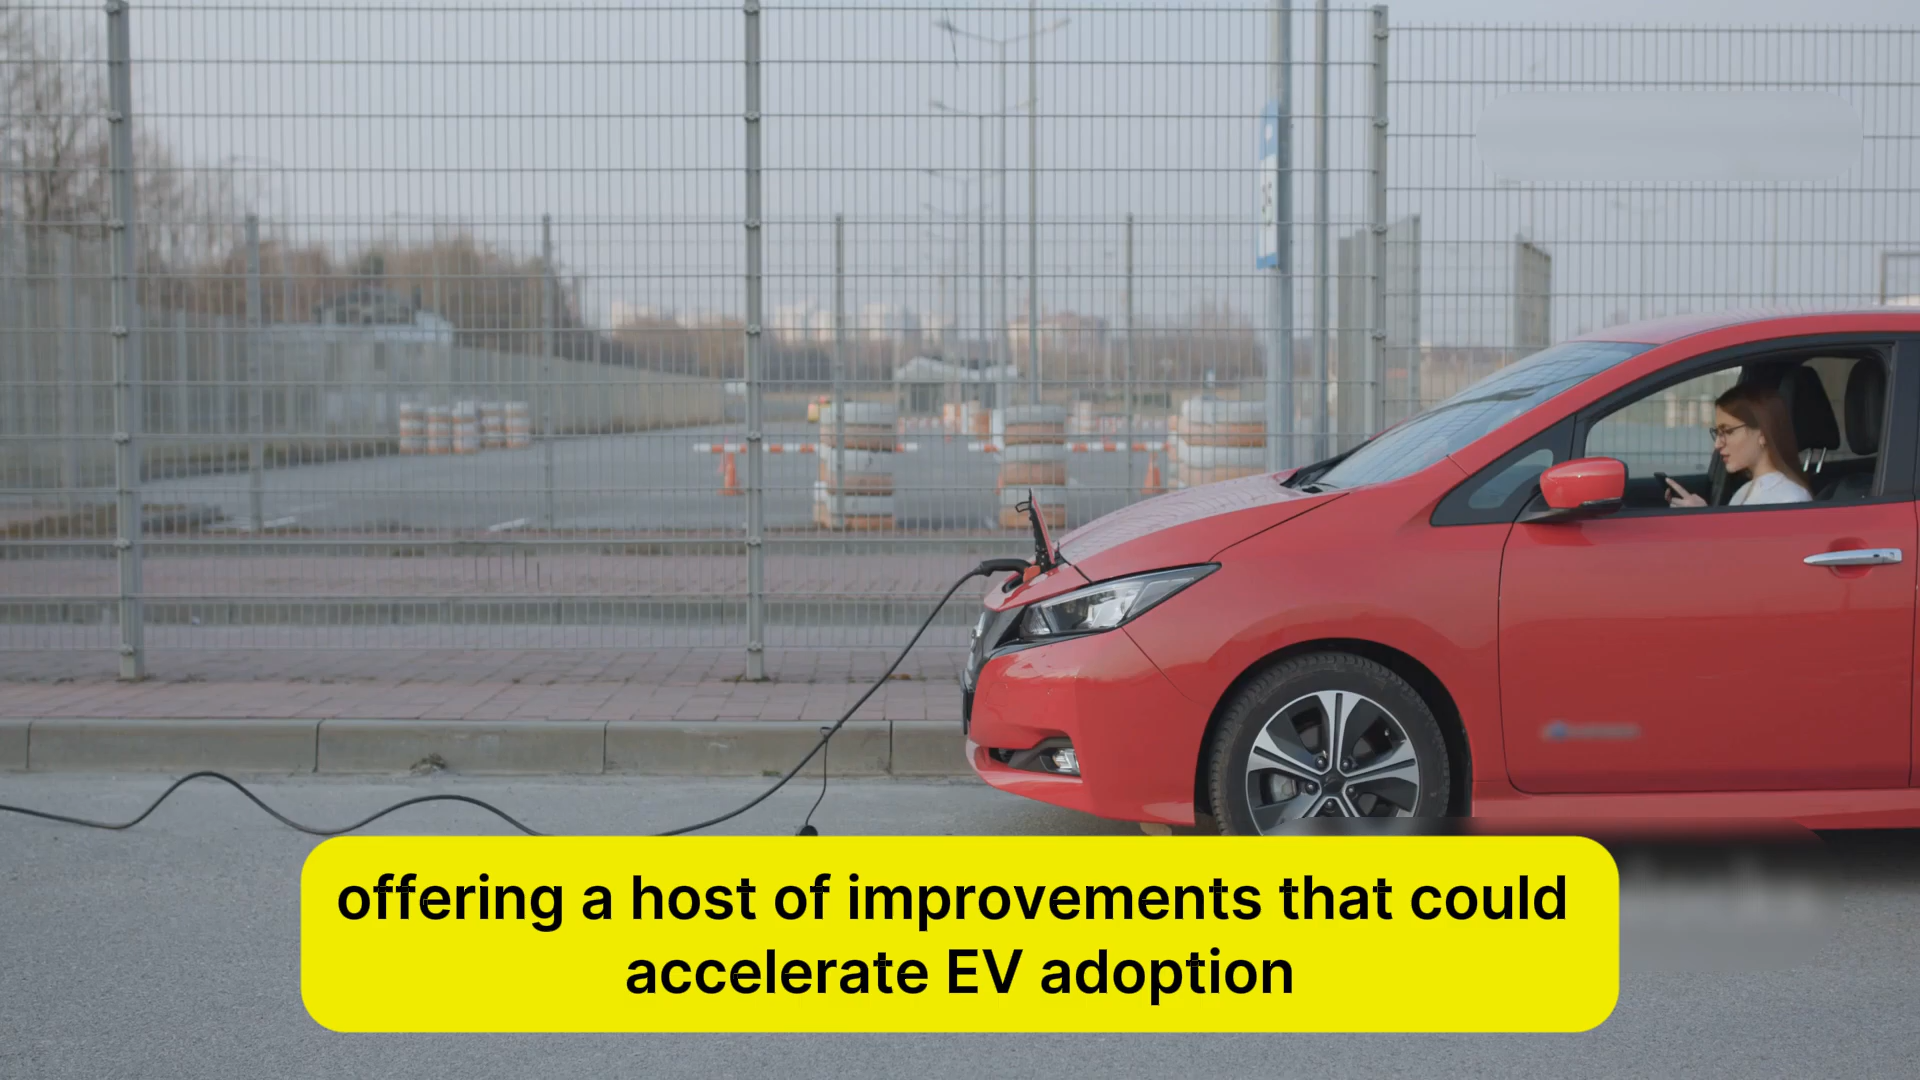 offering a host of improvements that could
accelerate EV adoption